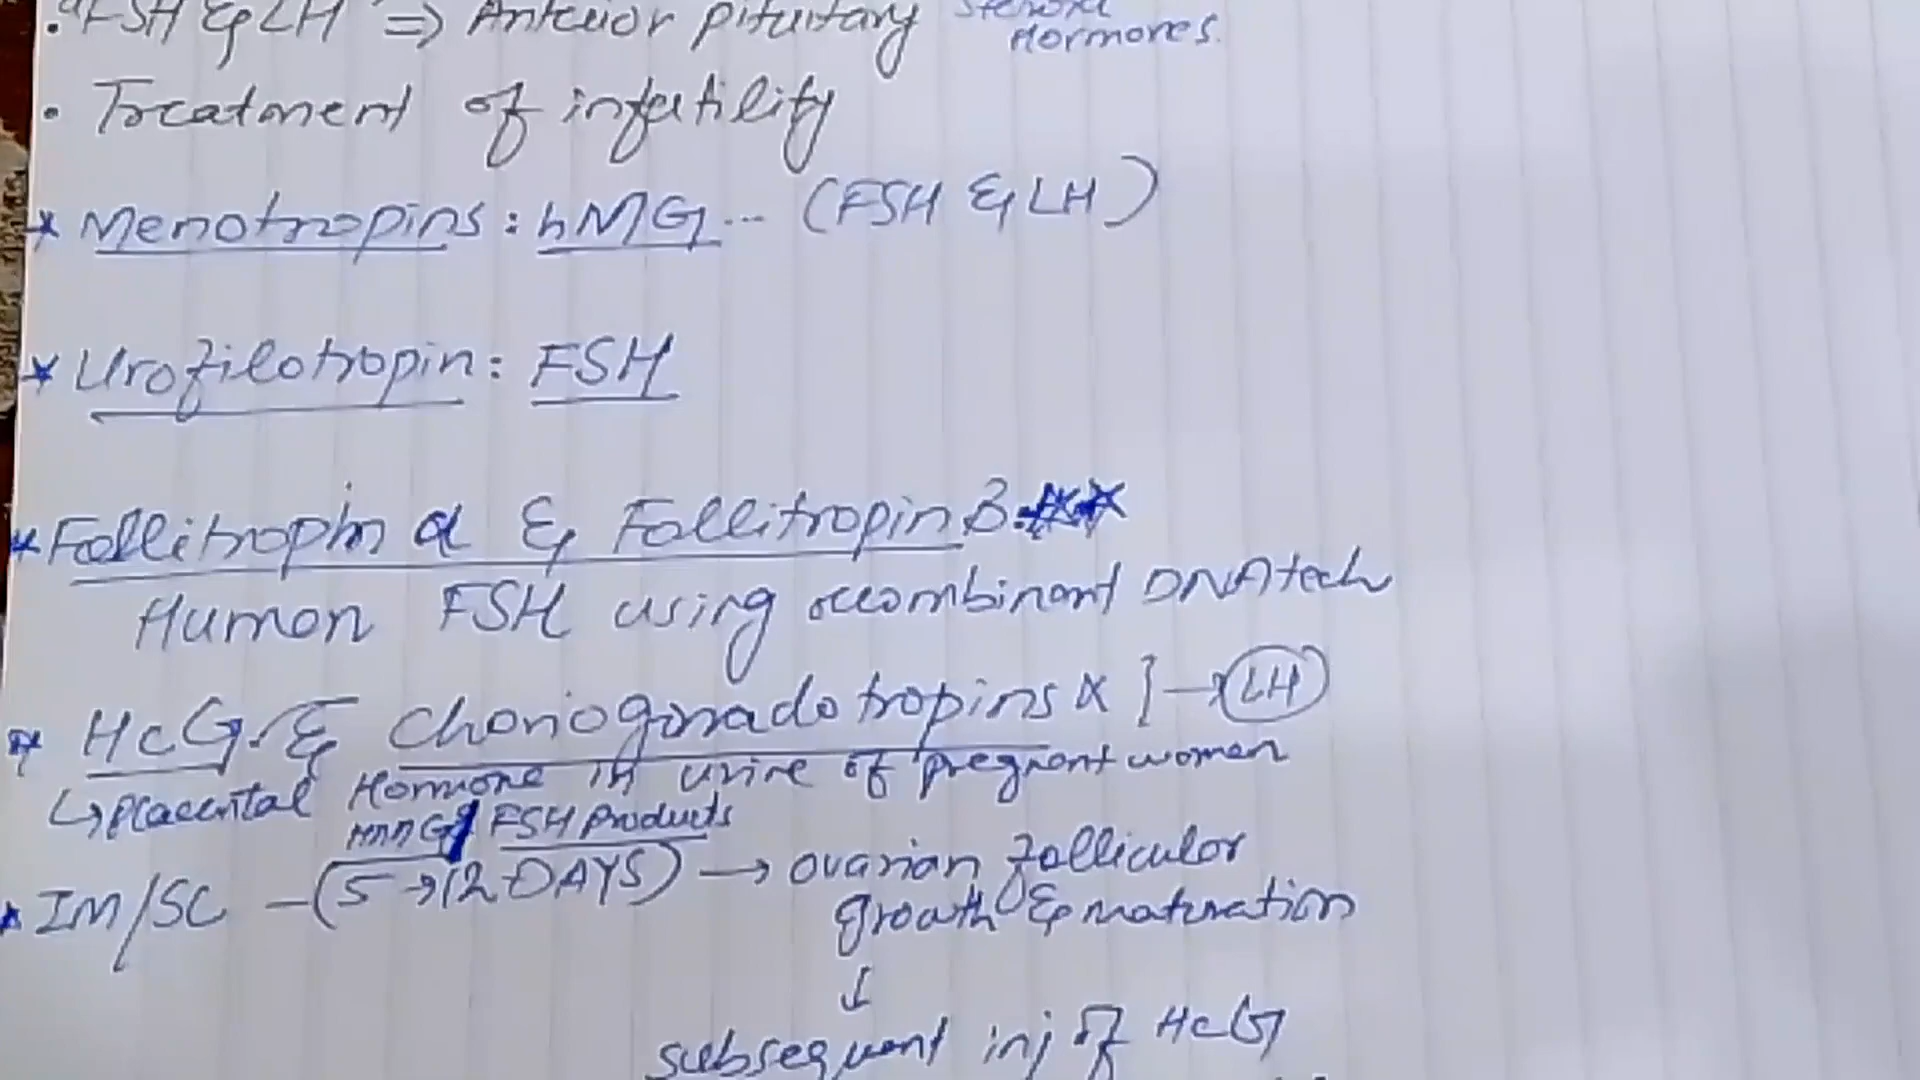 • FSH & LH => Anterior pituitary
Hormones.
• Treatment of infertility
* Menotropins : hMG... (FSH & LH)
* Urofilotropin : FSH
* Follitropin α & Follitropin β.**
Human FSH using recombinant DNA tech
* HcG. & Choriogonadotropins α ] → LH
↳ placental Hormone in urine of pregnant women
HMG/ FSH Products
* IM/SC – (5 → 12 DAYS) → ovarian follicular
growth & maturation
↓
subsequent inj of HcG